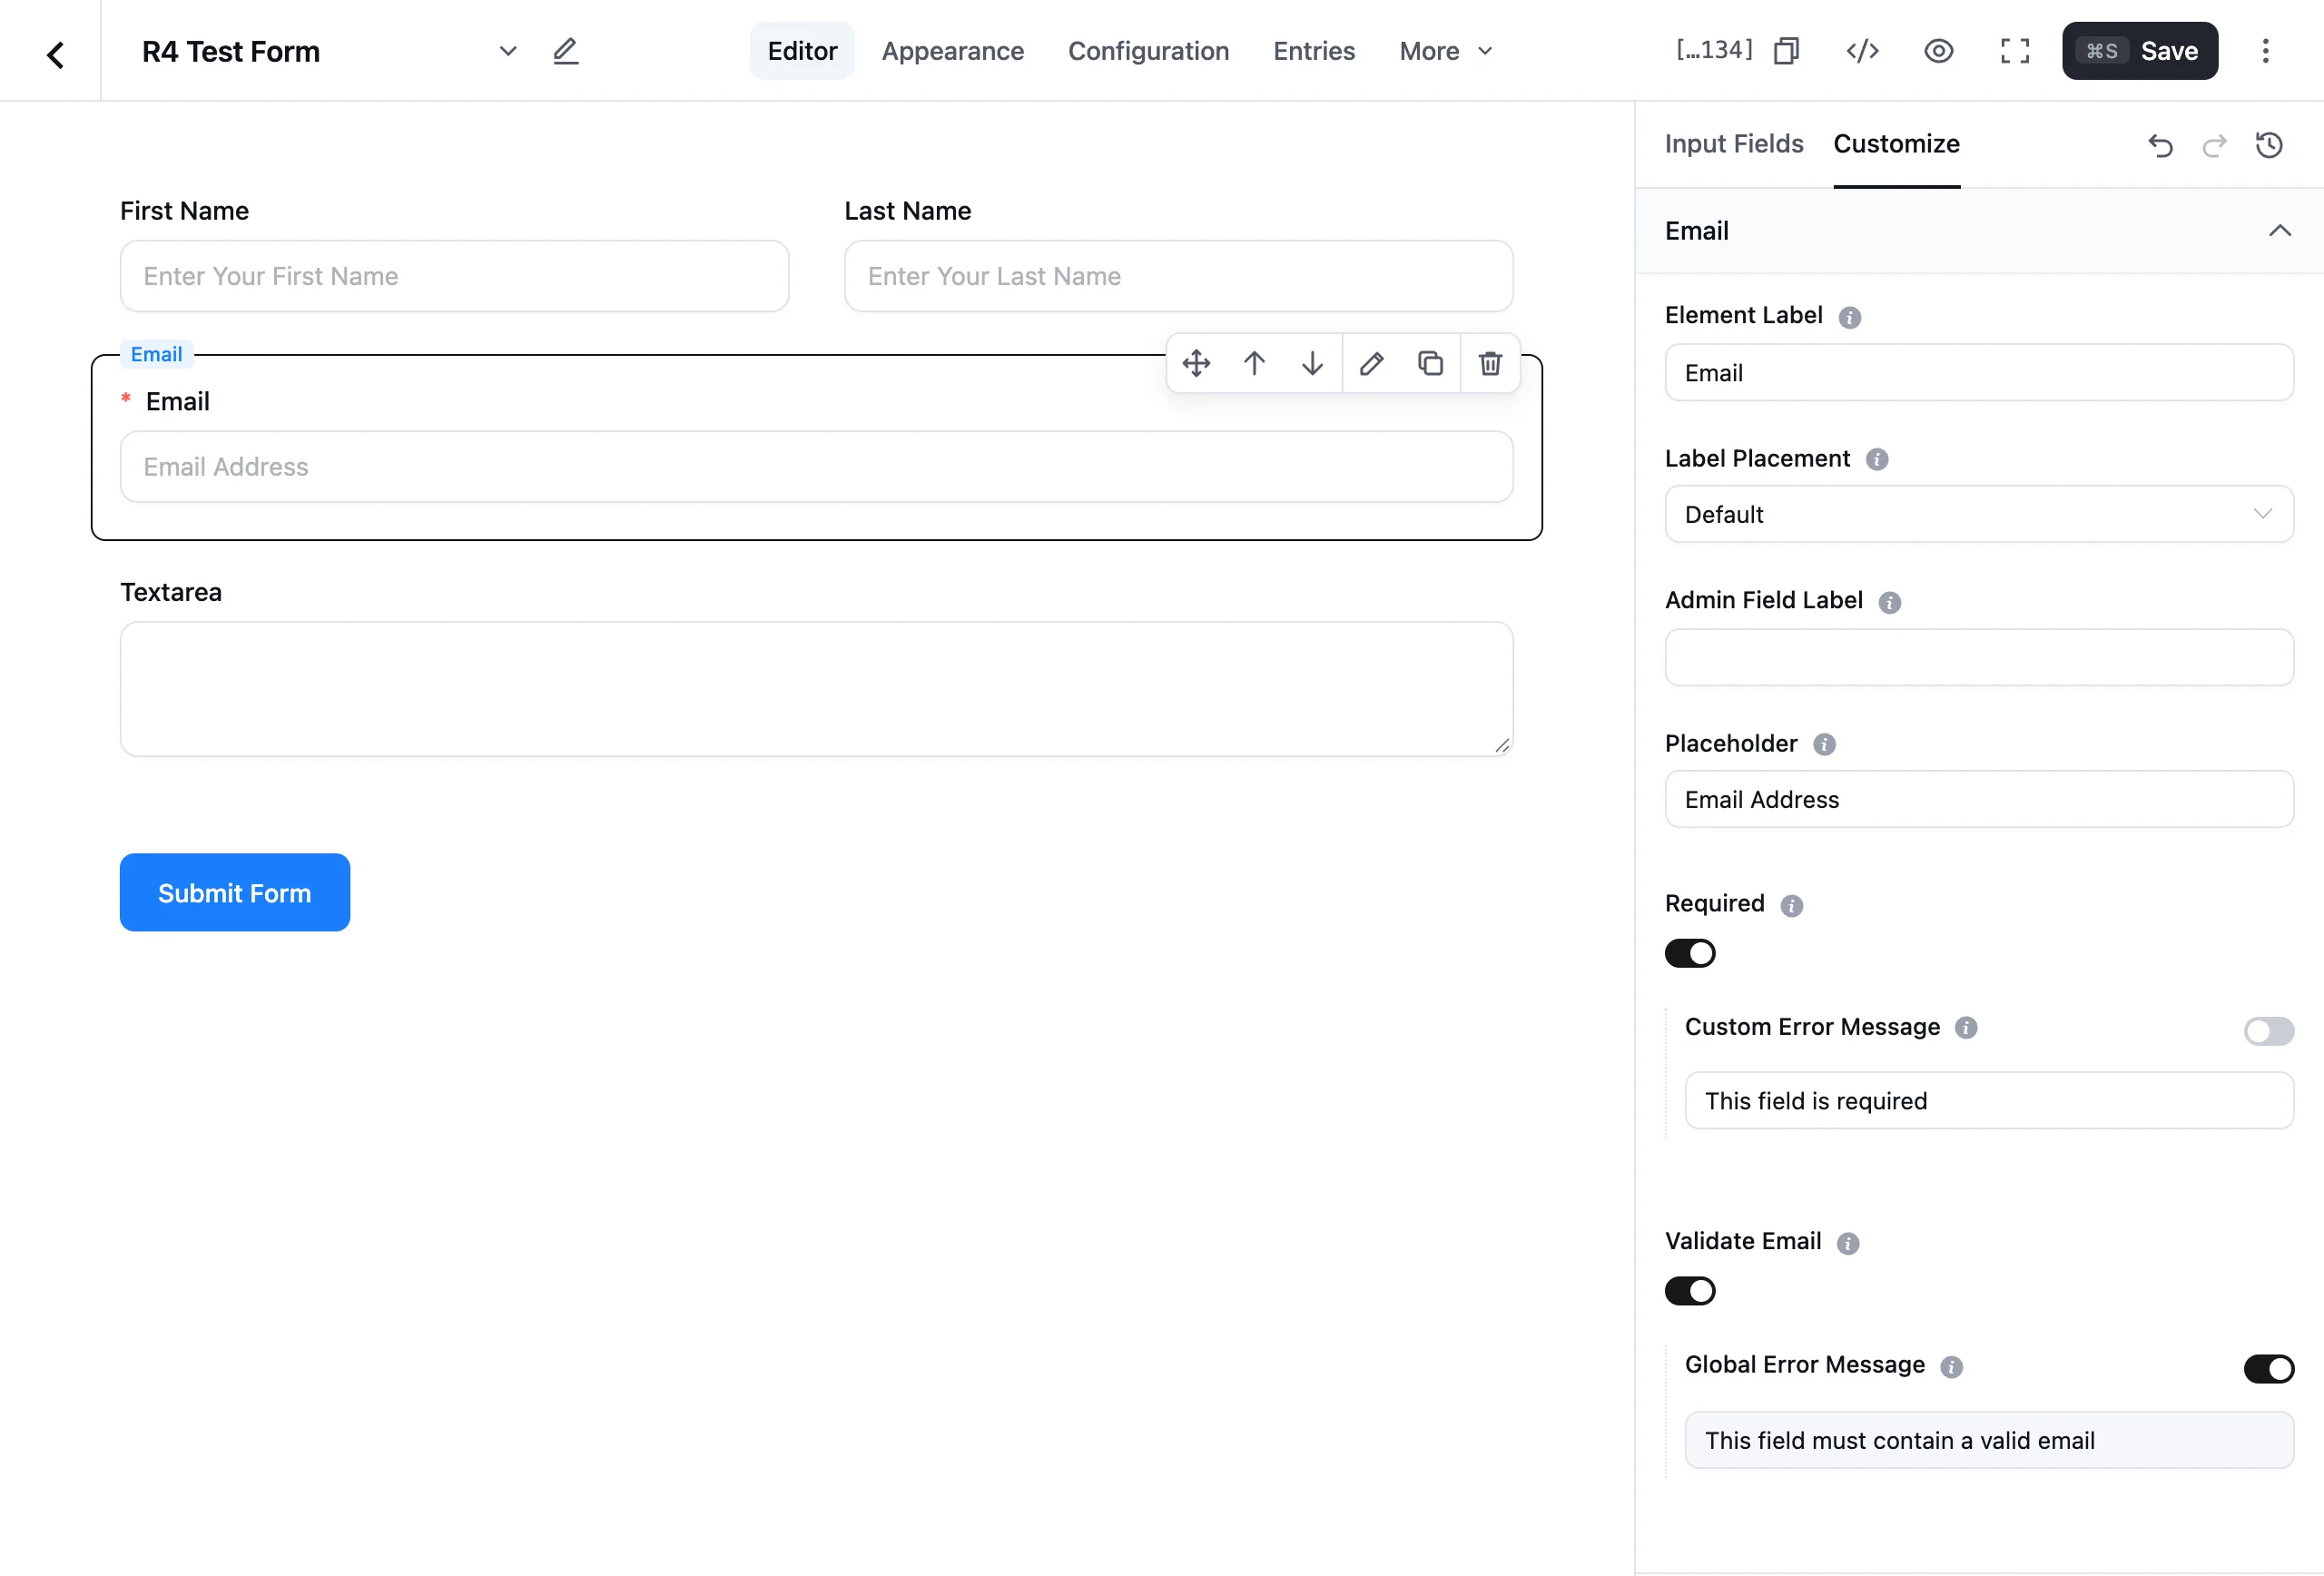 R4 Test Form
Editor
Appearance
Configuration
Entries
More
[…134]
⌘S Save
First Name
Enter Your First Name
Last Name
Enter Your Last Name
Email
* Email
Email Address
Textarea
Submit Form
Input Fields
Customize
Email
Element Label
Email
Label Placement
Default
Admin Field Label
Placeholder
Email Address
Required
Custom Error Message
This field is required
Validate Email
Global Error Message
This field must contain a valid email